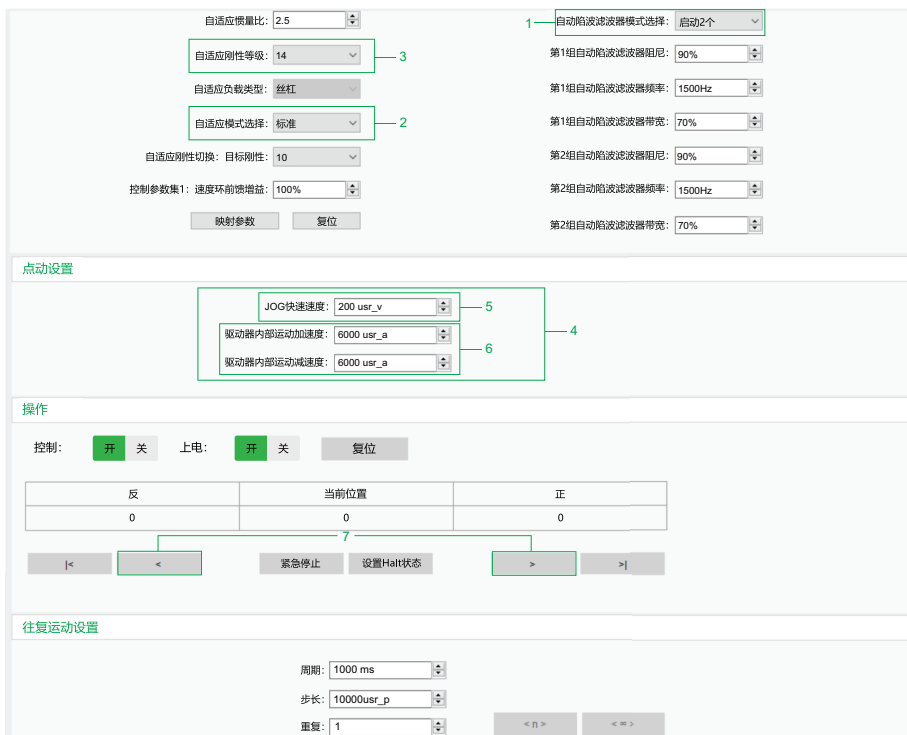 自适应惯量比: 2.5
1 自动陷波滤波器模式选择: 启动2个
自适应刚性等级: 14 3
第1组自动陷波滤波器阻尼: 90%
自适应负载类型: 丝杠
第1组自动陷波滤波器频率: 1500Hz
自适应模式选择: 标准 2
第1组自动陷波滤波器带宽: 70%
自适应刚性切换: 目标刚性: 10
第2组自动陷波滤波器阻尼: 90%
控制参数集1: 速度环前馈增益: 100%
第2组自动陷波滤波器频率: 1500Hz
映射参数 复位
第2组自动陷波滤波器带宽: 70%
点动设置
JOG快速速度: 200 usr_v 5
驱动器内部运动加速度: 6000 usr_a 4
6
驱动器内部运动减速度: 6000 usr_a
操作
控制: 开 关 上电: 开 关 复位
反 当前位置 正
0 0 0
7
|< < 紧急停止 设置Halt状态 > >|
往复运动设置
周期: 1000 ms
步长: 10000usr_p
重复: 1 < n > < ∞ >